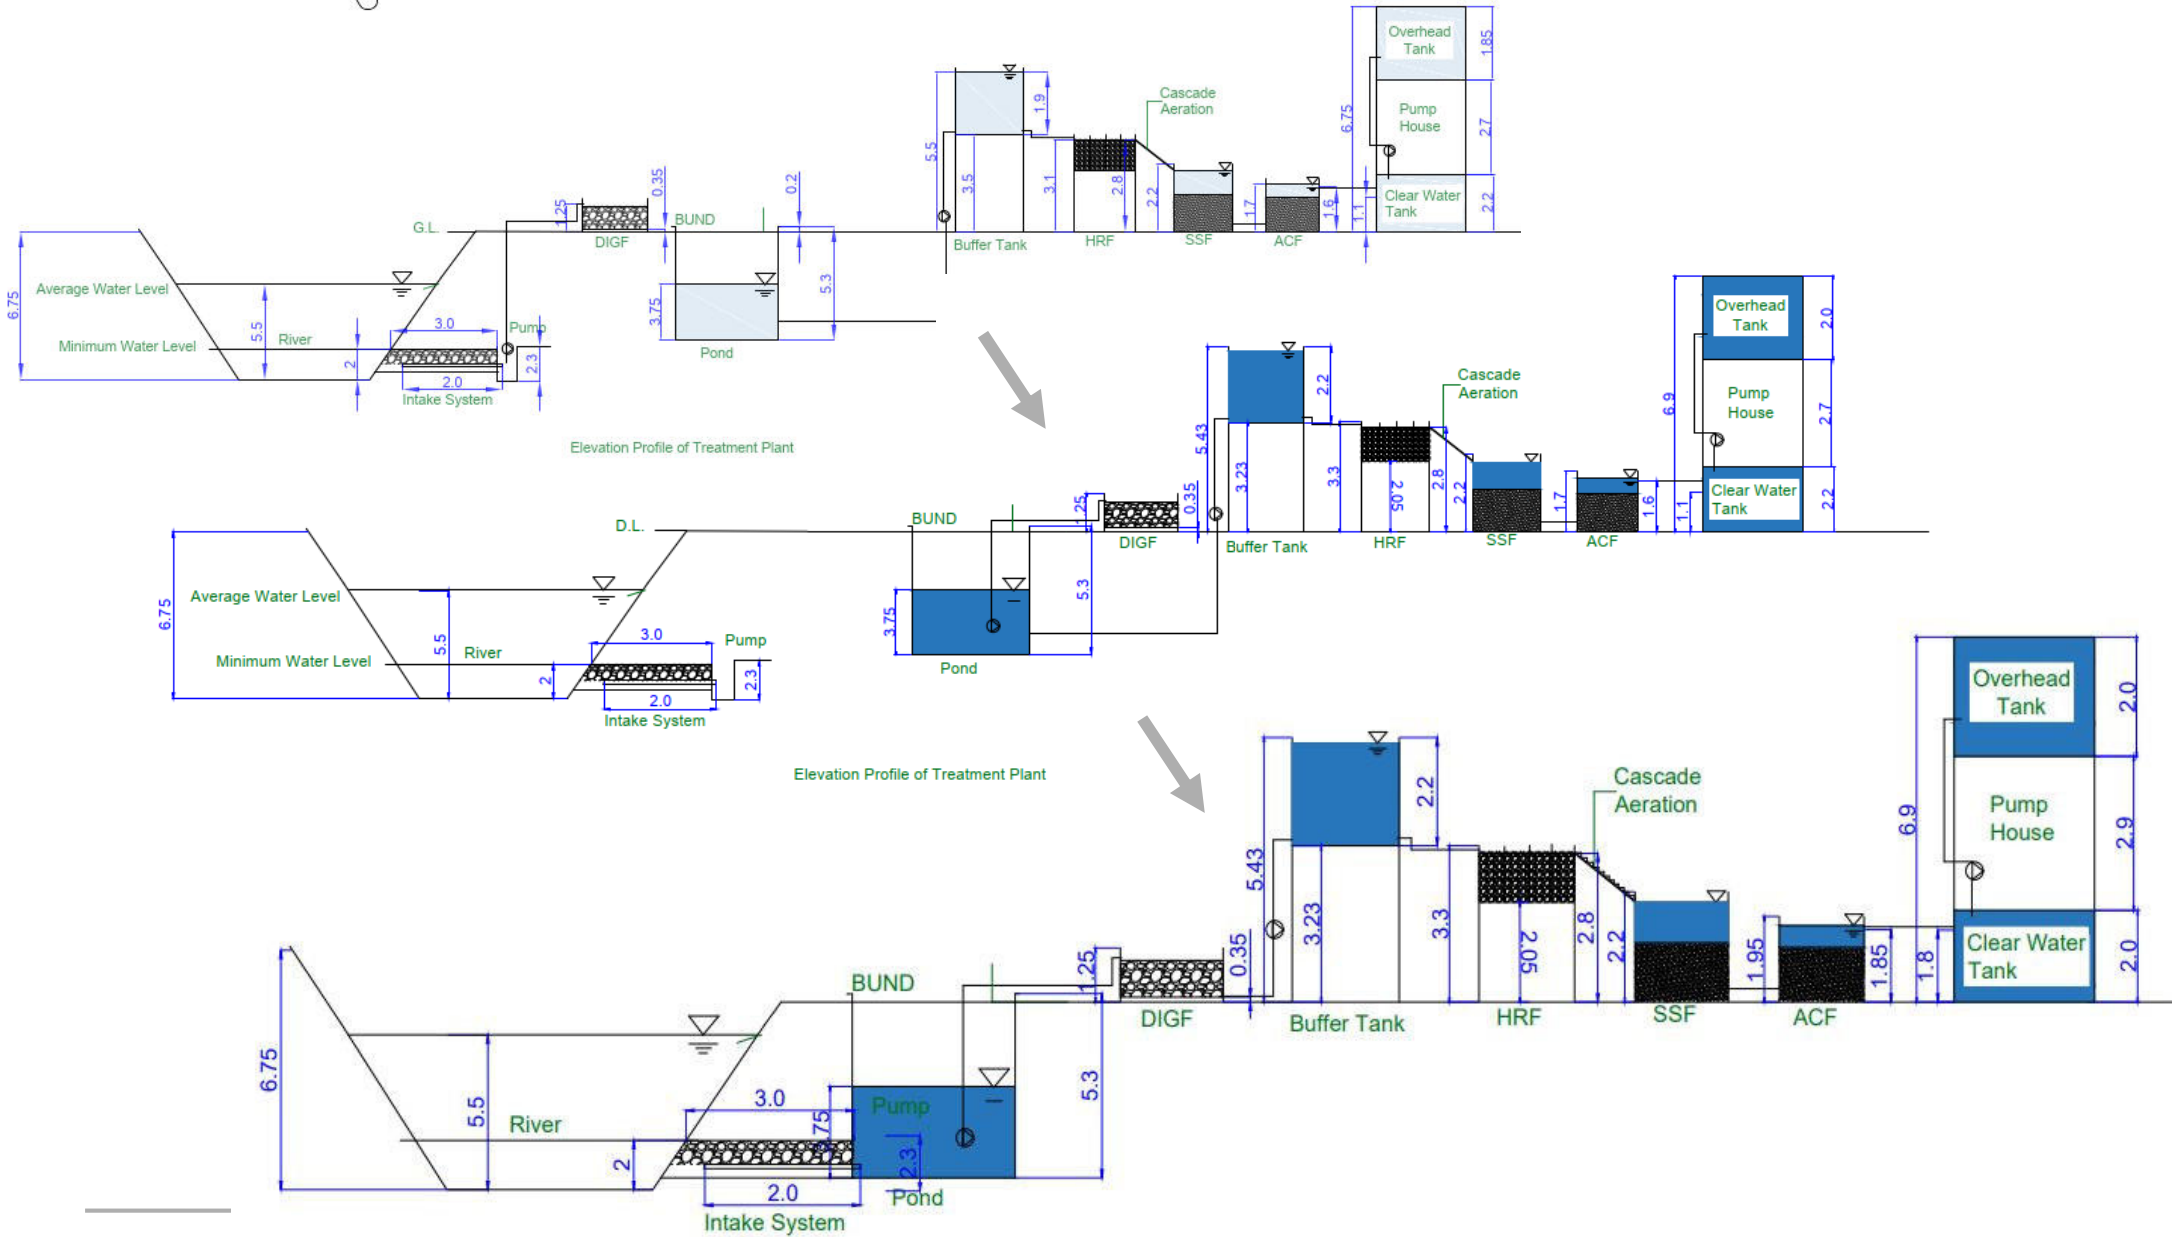 Overhead
Tank
1.85
Cascade
Aeration
1.9
6.75
Pump
House
2.7
5.5
3.5
3.1
2.8
2.2
1.7
1.6
1.1
Clear Water
Tank
2.2
0.35
0.2
1.25
BUND
G.L.
DIGF
Buffer Tank
HRF
SSF
ACF
6.75
Average Water Level
5.5
3.75
5.3
3.0
Pump
River
Minimum Water Level
2
2.3
2.0
Intake System
Pond
Elevation Profile of Treatment Plant
Overhead
Tank
2.0
Cascade
Aeration
2.2
6.9
Pump
House
2.7
5.43
3.23
3.3
2.05
2.8
2.2
1.7
1.6
1.1
Clear Water
Tank
2.2
D.L.
BUND
.25
0.35
DIGF
Buffer Tank
HRF
SSF
ACF
6.75
Average Water Level
5.5
3.75
5.3
3.0
Pump
River
Minimum Water Level
2
2.3
2.0
Intake System
Pond
Elevation Profile of Treatment Plant
Overhead
Tank
2.0
Cascade
Aeration
2.2
6.9
Pump
House
2.9
5.43
3.23
3.3
2.05
2.8
2.2
1.95
1.85
1.8
Clear Water
Tank
2.0
BUND
1.25
0.35
DIGF
Buffer Tank
HRF
SSF
ACF
6.75
5.5
River
3.0
.75
Pump
5.3
2
2.3
2.0
Pond
Intake System